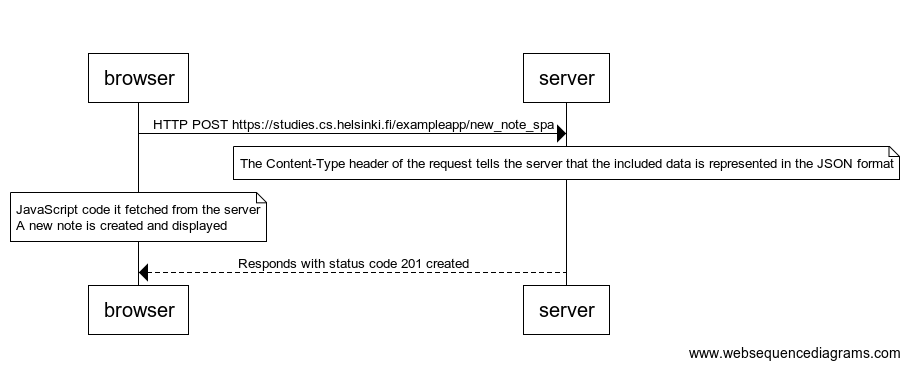 browser
server
HTTP POST https://studies.cs.helsinki.fi/exampleapp/new_note_spa
The Content-Type header of the request tells the server that the included data is represented in the JSON format
JavaScript code it fetched from the server
A new note is created and displayed
Responds with status code 201 created
browser
server
www.websequencediagrams.com